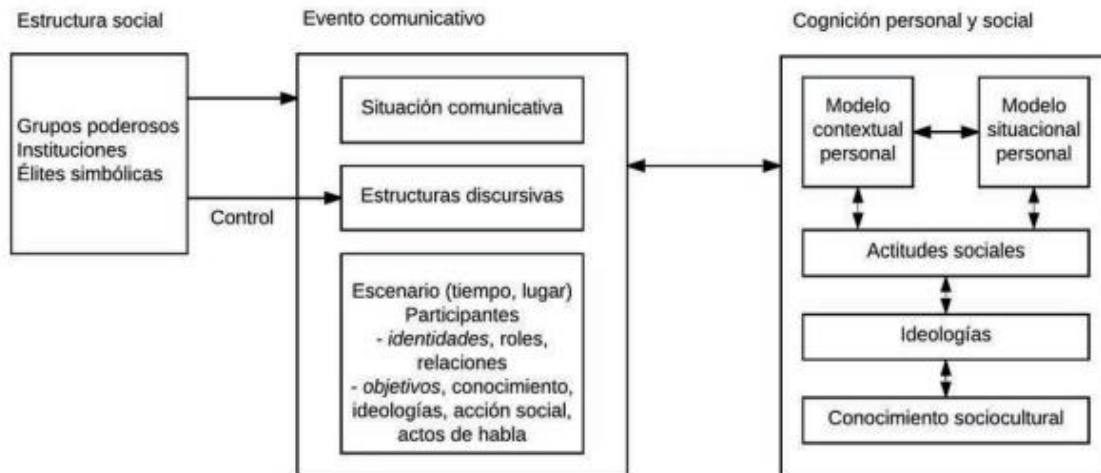 Estructura social
Evento comunicativo
Cognición personal y social
Grupos poderosos
Instituciones
Élites simbólicas
Control
Situación comunicativa
Estructuras discursivas
Escenario (tiempo, lugar)
Participantes
- identidades, roles,
relaciones
- objetivos, conocimiento,
ideologías, acción social,
actos de habla
Modelo
contextual
personal
Modelo
situacional
personal
Actitudes sociales
Ideologías
Conocimiento sociocultural